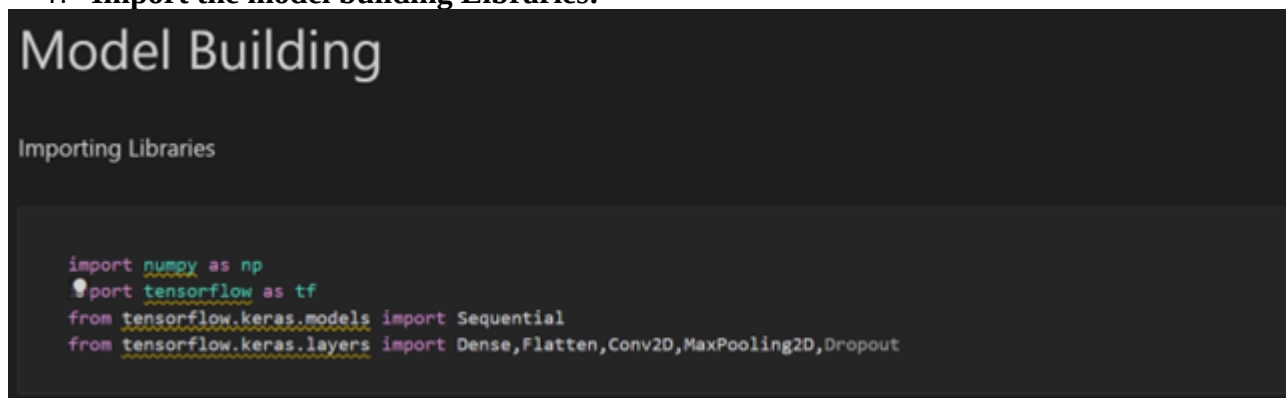 Import the model building Libraries:
Model Building
Importing Libraries
import numpy as np
port tensorflow as tf
from tensorflow.keras.models import Sequential
from tensorflow.keras.layers import Dense,Flatten,Conv2D,MaxPooling2D,Dropout